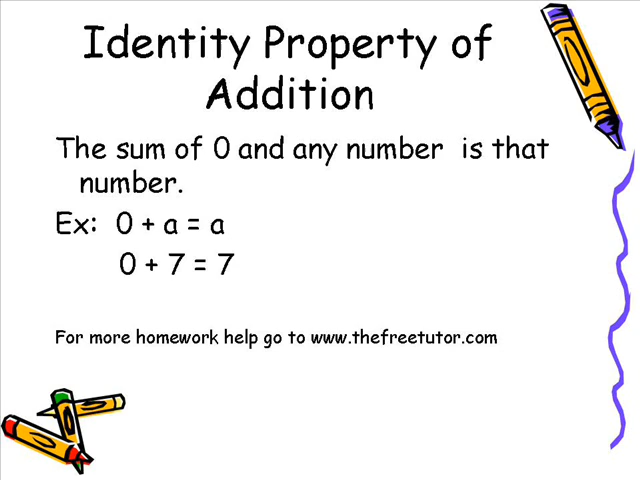 Identity Property of
Addition
The sum of 0 and any number  is that
number.
Ex:  0 + a = a
0 + 7 = 7
For more homework help go to www.thefreetutor.com